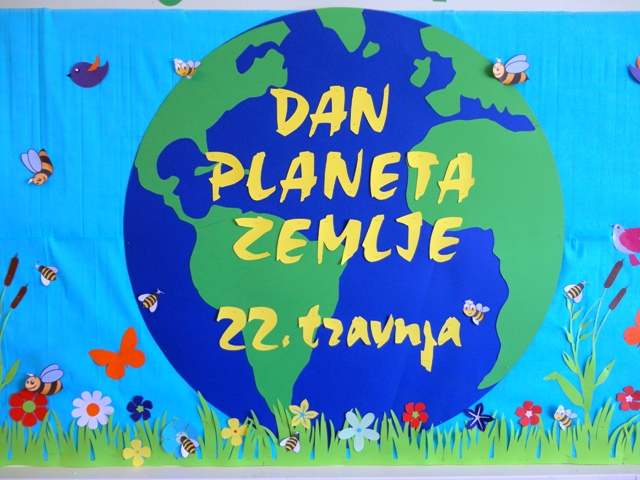 DAN
PLANETA
ZEMLJE
22. travnja